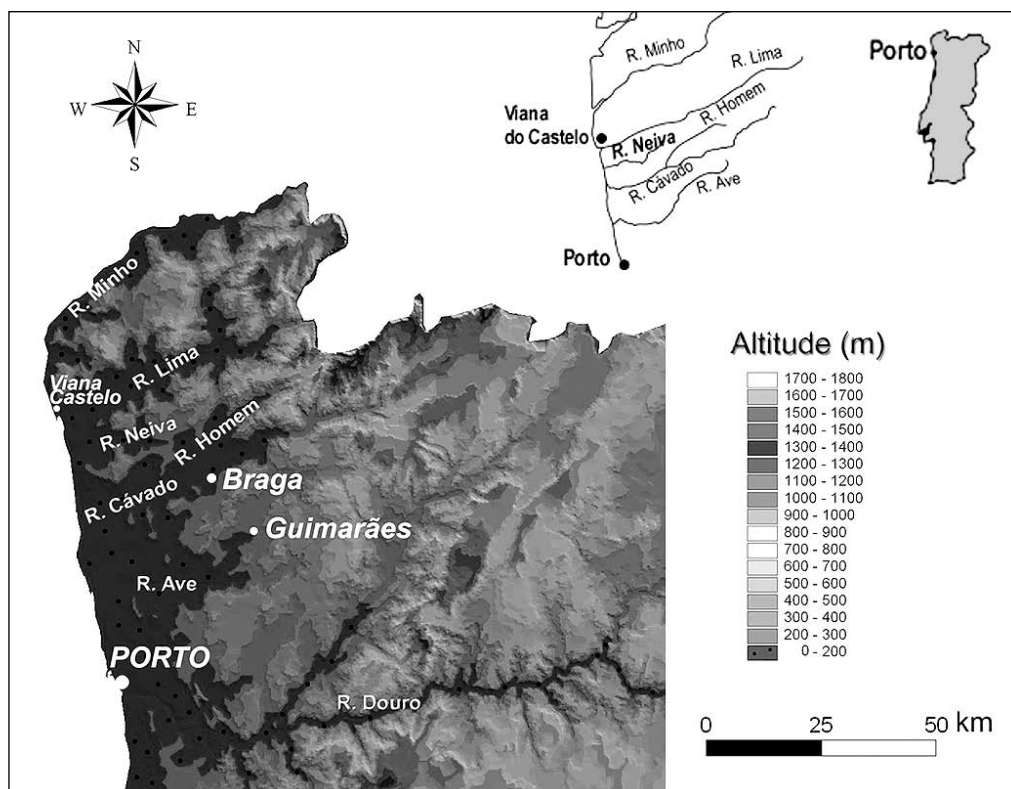 N
W E
S
R. Minho
R. Lima
Viana
do Castelo
R. Homem
R. Neiva
R. Cávado
R. Ave
Porto
Porto
R. Minho
R. Lima
Viana
Castelo
R. Neiva
R. Homem
R. Cávado
Braga
Guimarães
R. Ave
PORTO
R. Douro
Altitude (m)
1700 - 1800
1600 - 1700
1500 - 1600
1400 - 1500
1300 - 1400
1200 - 1300
1100 - 1200
1000 - 1100
900 - 1000
800 - 900
700 - 800
600 - 700
500 - 600
400 - 500
300 - 400
200 - 300
0 - 200
0 25 50 km